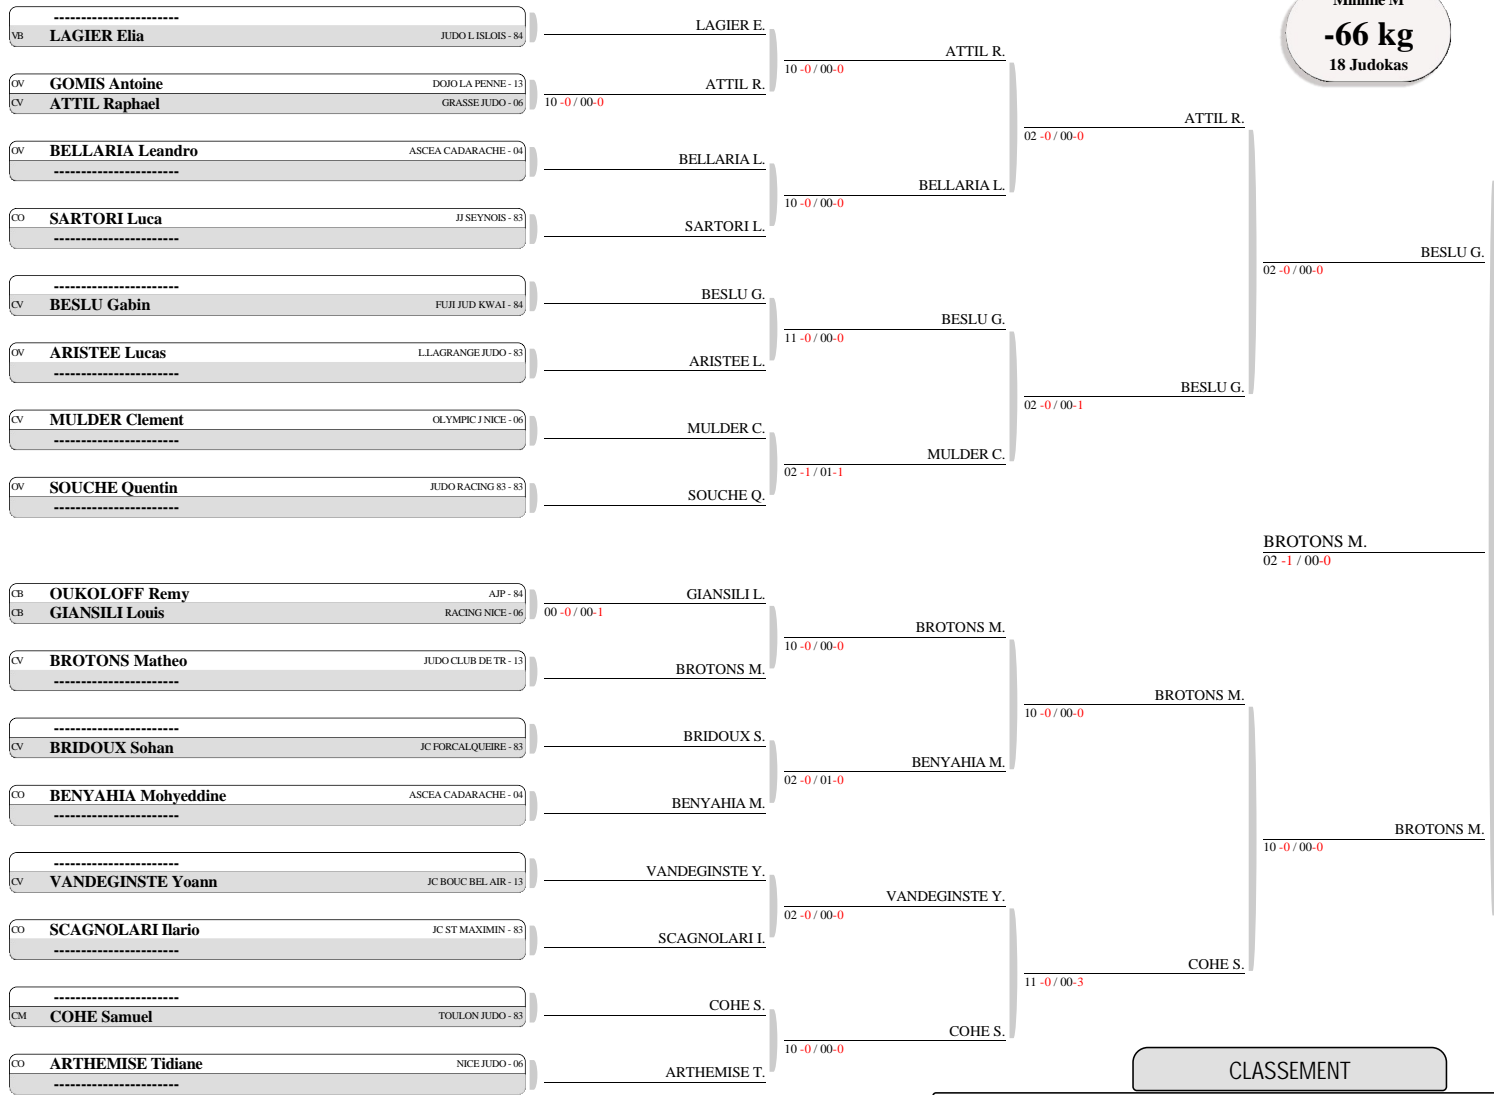 Minime M
-66 kg
18 Judokas
-----------------------
VB LAGIER Elia JUDO L ISLOIS - 84
OV GOMIS Antoine DOJO LA PENNE - 13
CV ATTIL Raphael GRASSE JUDO - 06
OV BELLARIA Leandro ASCEA CADARACHE - 04
-----------------------
CO SARTORI Luca JJ SEYNOIS - 83
-----------------------
-----------------------
CV BESLU Gabin FUJI JUD KWAI - 84
OV ARISTEE Lucas L.LAGRANGE JUDO - 83
-----------------------
CV MULDER Clement OLYMPIC J NICE - 06
-----------------------
OV SOUCHE Quentin JUDO RACING 83 - 83
-----------------------
CB OUKOLOFF Remy AJP - 84
CB GIANSILI Louis RACING NICE - 06
CV BROTONS Matheo JUDO CLUB DE TR - 13
-----------------------
-----------------------
CV BRIDOUX Sohan JC FORCALQUEIRE - 83
CO BENYAHIA Mohyeddine ASCEA CADARACHE - 04
-----------------------
-----------------------
CV VANDEGINSTE Yoann JC BOUC BEL AIR - 13
CO SCAGNOLARI Ilario JC ST MAXIMIN - 83
-----------------------
-----------------------
CM COHE Samuel TOULON JUDO - 83
CO ARTHEMISE Tidiane NICE JUDO - 06
-----------------------
LAGIER E.
ATTIL R.
10 -0 / 00-0
BELLARIA L.
SARTORI L.
BESLU G.
ARISTEE L.
MULDER C.
SOUCHE Q.
GIANSILI L.
00 -0 / 00-1
BROTONS M.
BRIDOUX S.
BENYAHIA M.
VANDEGINSTE Y.
SCAGNOLARI I.
COHE S.
ARTHEMISE T.
ATTIL R.
10 -0 / 00-0
BELLARIA L.
10 -0 / 00-0
BESLU G.
11 -0 / 00-0
MULDER C.
02 -1 / 01-1
BROTONS M.
10 -0 / 00-0
BENYAHIA M.
02 -0 / 01-0
VANDEGINSTE Y.
02 -0 / 00-0
COHE S.
10 -0 / 00-0
ATTIL R.
02 -0 / 00-0
BESLU G.
02 -0 / 00-1
BROTONS M.
10 -0 / 00-0
COHE S.
11 -0 / 00-3
BESLU G.
02 -0 / 00-0
BROTONS M.
02 -1 / 00-0
BROTONS M.
10 -0 / 00-0
CLASSEMENT